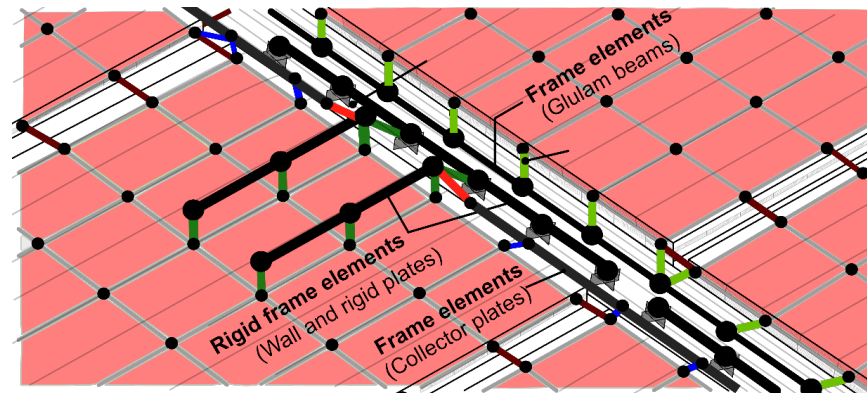 Frame elements
(Glulam beams)
Rigid frame elements
(Wall and rigid plates)
Frame elements
(Collector plates)